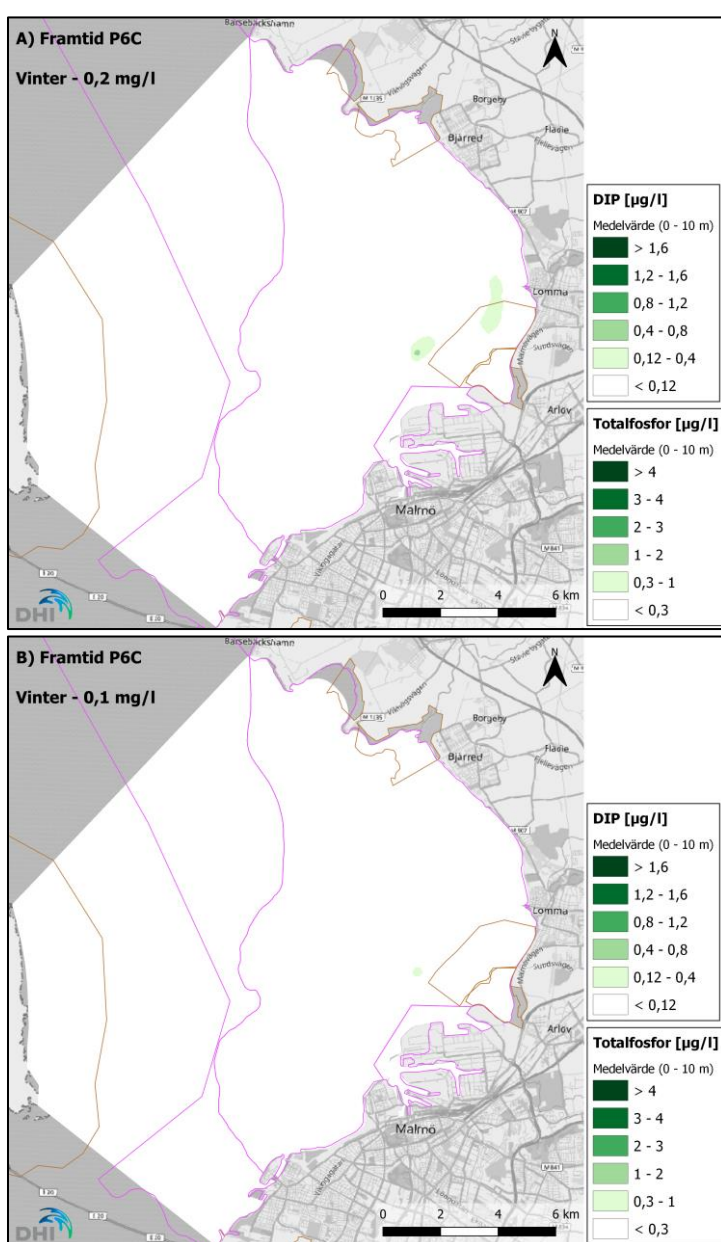 A) Framtid P6C
Vinter - 0,2 mg/l
Barsebäckshamn
Bjärred
Borgeby
Flädie
Lomma
Arlöv
Malmö
N
0 2 4 6 km
E 20
E 20
E 20
DHI
DIP [µg/l]
Medelvärde (0 - 10 m)
> 1,6
1,2 - 1,6
0,8 - 1,2
0,4 - 0,8
0,12 - 0,4
< 0,12
Totalfosfor [µg/l]
Medelvärde (0 - 10 m)
> 4
3 - 4
2 - 3
1 - 2
0,3 - 1
< 0,3
B) Framtid P6C
Vinter - 0,1 mg/l
Barsebäckshamn
Bjärred
Borgeby
Flädie
Lomma
Arlöv
Malmö
N
0 2 4 6 km
E 20
E 20
E 20
DHI
DIP [µg/l]
Medelvärde (0 - 10 m)
> 1,6
1,2 - 1,6
0,8 - 1,2
0,4 - 0,8
0,12 - 0,4
< 0,12
Totalfosfor [µg/l]
Medelvärde (0 - 10 m)
> 4
3 - 4
2 - 3
1 - 2
0,3 - 1
< 0,3